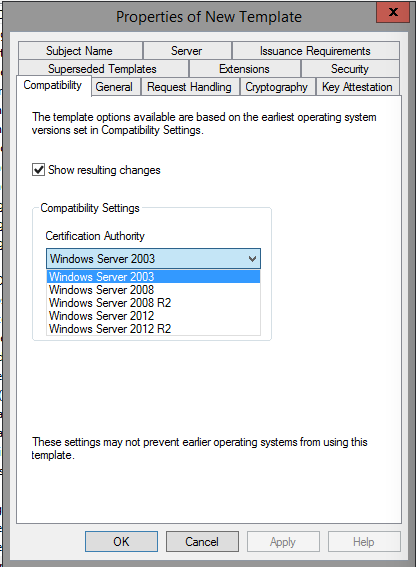 Properties of New Template
x
Subject Name
Server
Issuance Requirements
Superseded Templates
Extensions
Security
Compatibility
General
Request Handling
Cryptography
Key Attestation
The template options available are based on the earliest operating system
versions set in Compatibility Settings.
Show resulting changes
Compatibility Settings
Certification Authority
Windows Server 2003
Windows Server 2003
Windows Server 2008
Windows Server 2008 R2
Windows Server 2012
Windows Server 2012 R2
These settings may not prevent earlier operating systems from using this
template.
OK
Cancel
Apply
Help